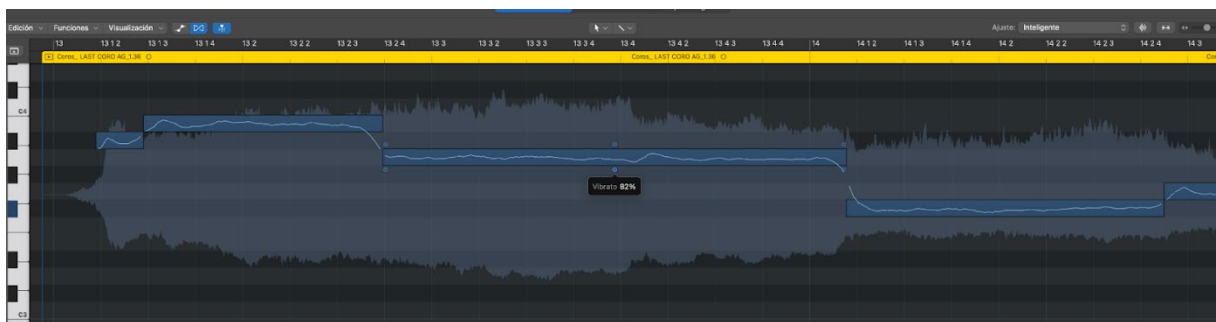 Edición Funciones Visualización Ajuste: Inteligente
13 13 1 2 13 1 3 13 1 4 13 2 13 2 2 13 2 3 13 2 4 13 3 13 3 2 13 3 3 13 3 4 13 4 13 4 2 13 4 3 13 4 4 14 14 1 2 14 1 3 14 1 4 14 2 14 2 2 14 2 3 14 2 4 14 3
Coros_ LAST CORO AG_1.36 Coros_ LAST CORO AG_1.36 Cor
C4
Vibrato 82%
C3